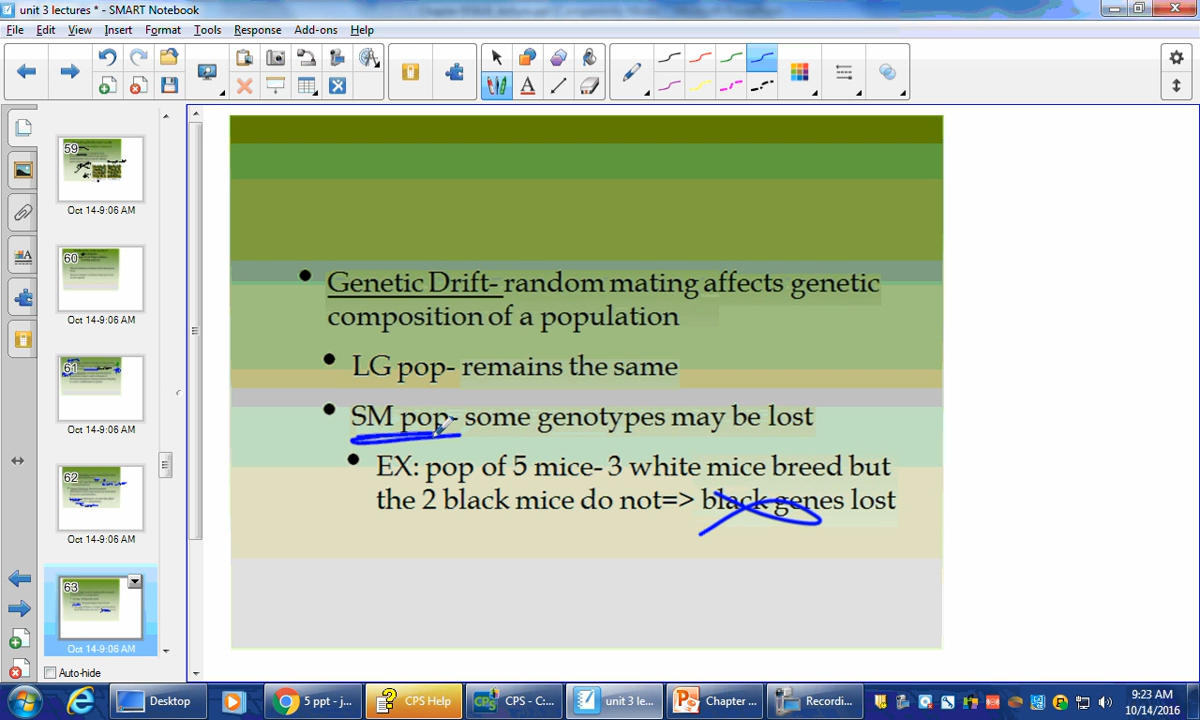 unit 3 lectures * - SMART Notebook
File Edit View Insert Format Tools Response Add-ons Help
59
Oct 14-9:06 AM
60
Oct 14-9:06 AM
61
Oct 14-9:06 AM
62
Oct 14-9:06 AM
63
Oct 14-9:06 AM
Auto-hide
• Genetic Drift- random mating affects genetic
composition of a population
• LG pop- remains the same
• SM pop- some genotypes may be lost
• EX: pop of 5 mice- 3 white mice breed but
the 2 black mice do not=> black genes lost
Desktop
5 ppt - j...
CPS Help
CPS - C:...
unit 3 le...
Chapter ...
Recordi...
9:23 AM
10/14/2016